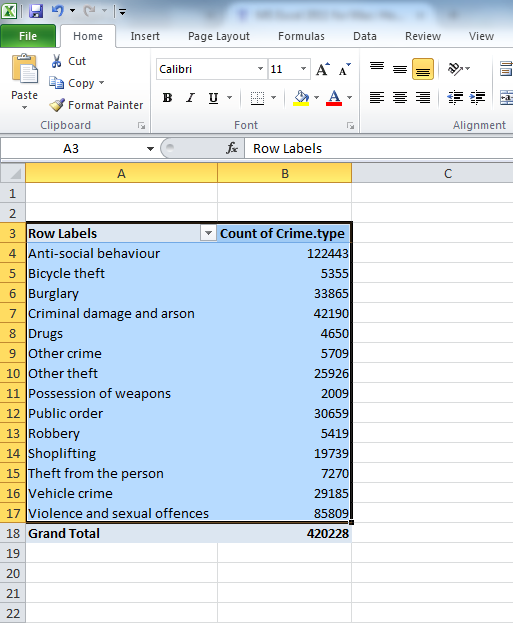 File Home Insert Page Layout Formulas Data Review View
Paste
Cut
Copy
Format Painter
Clipboard
Calibri 11 A A
B I U A
Font
Alignment
A3 fx Row Labels
A B C
1
2
3 Row Labels Count of Crime.type
4 Anti-social behaviour 122443
5 Bicycle theft 5355
6 Burglary 33865
7 Criminal damage and arson 42190
8 Drugs 4650
9 Other crime 5709
10 Other theft 25926
11 Possession of weapons 2009
12 Public order 30659
13 Robbery 5419
14 Shoplifting 19739
15 Theft from the person 7270
16 Vehicle crime 29185
17 Violence and sexual offences 85809
18 Grand Total 420228
19
20
21
22